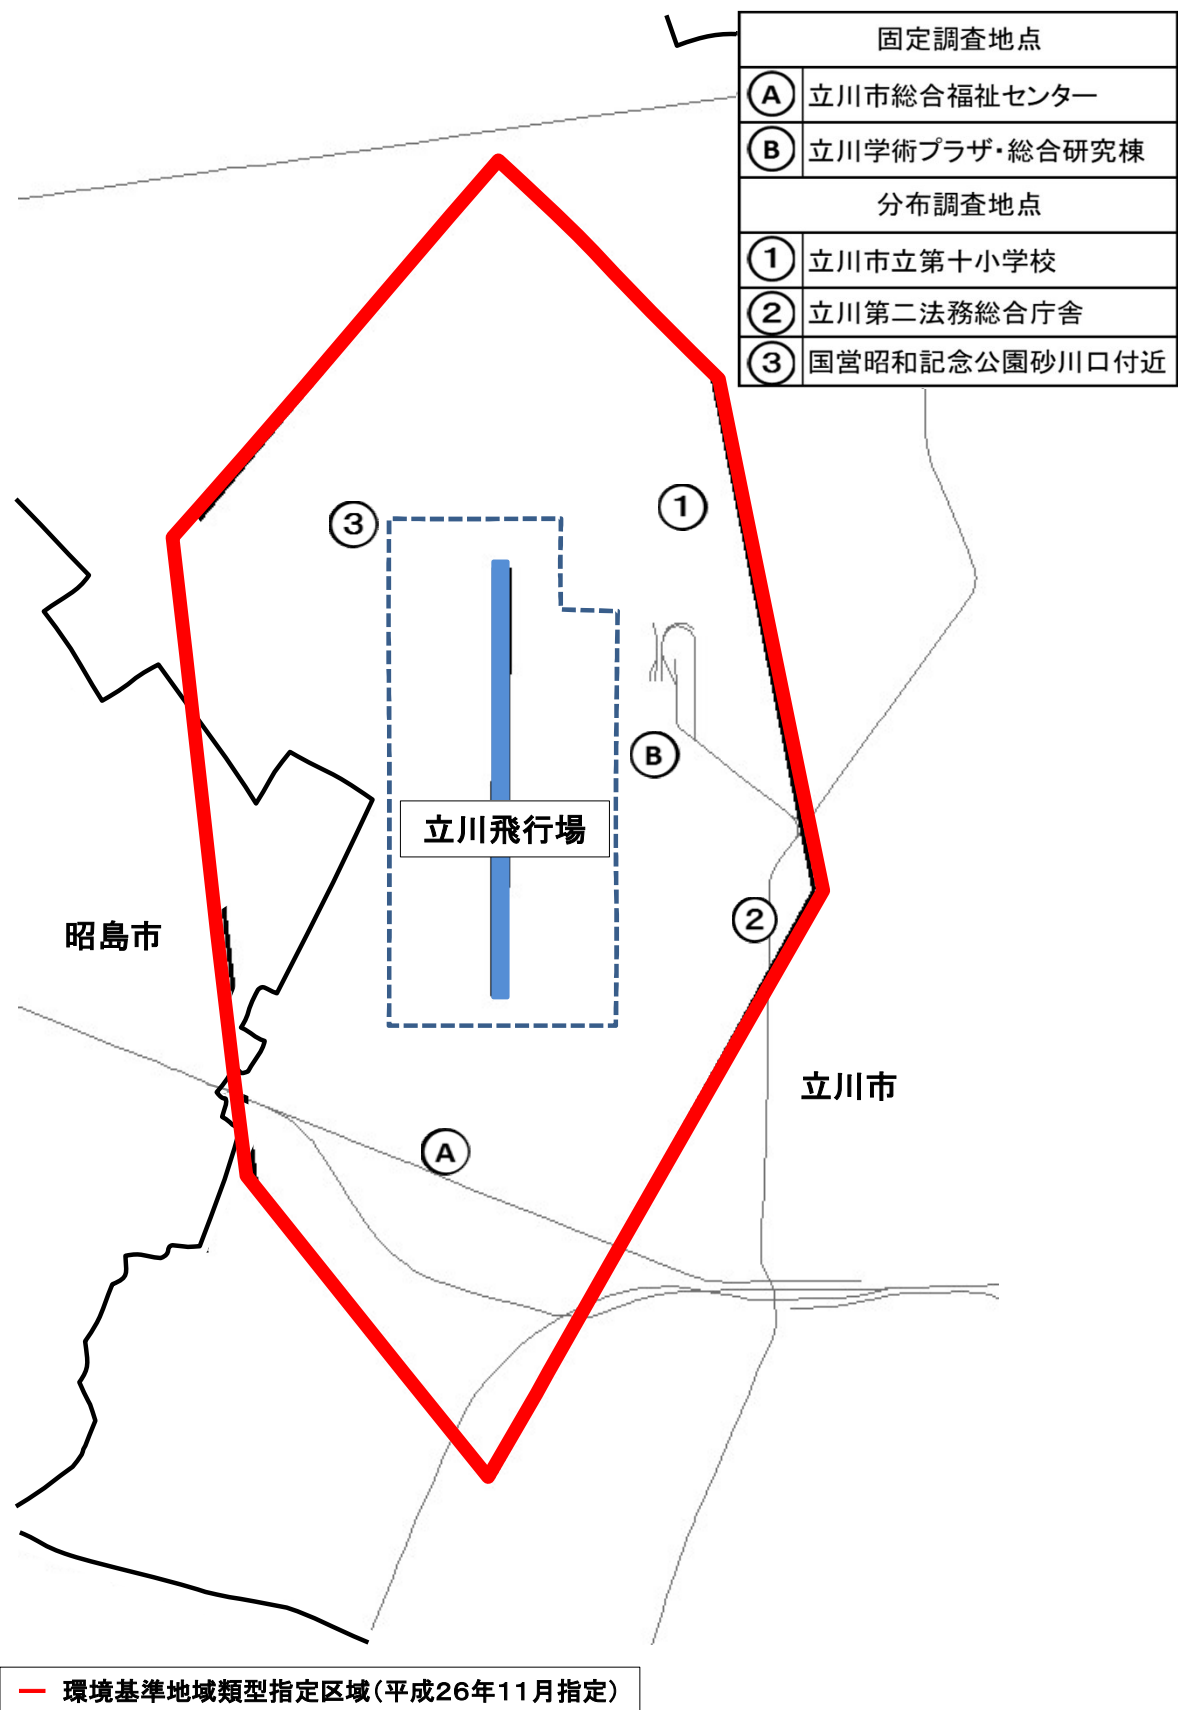 固定調査地点
A 立川市総合福祉センター
B 立川学術プラザ・総合研究棟
分布調査地点
1 立川市立第十小学校
2 立川第二法務総合庁舎
3 国営昭和記念公園砂川口付近
3
1
B
立川飛行場
2
昭島市
立川市
A
環境基準地域類型指定区域(平成26年11月指定)